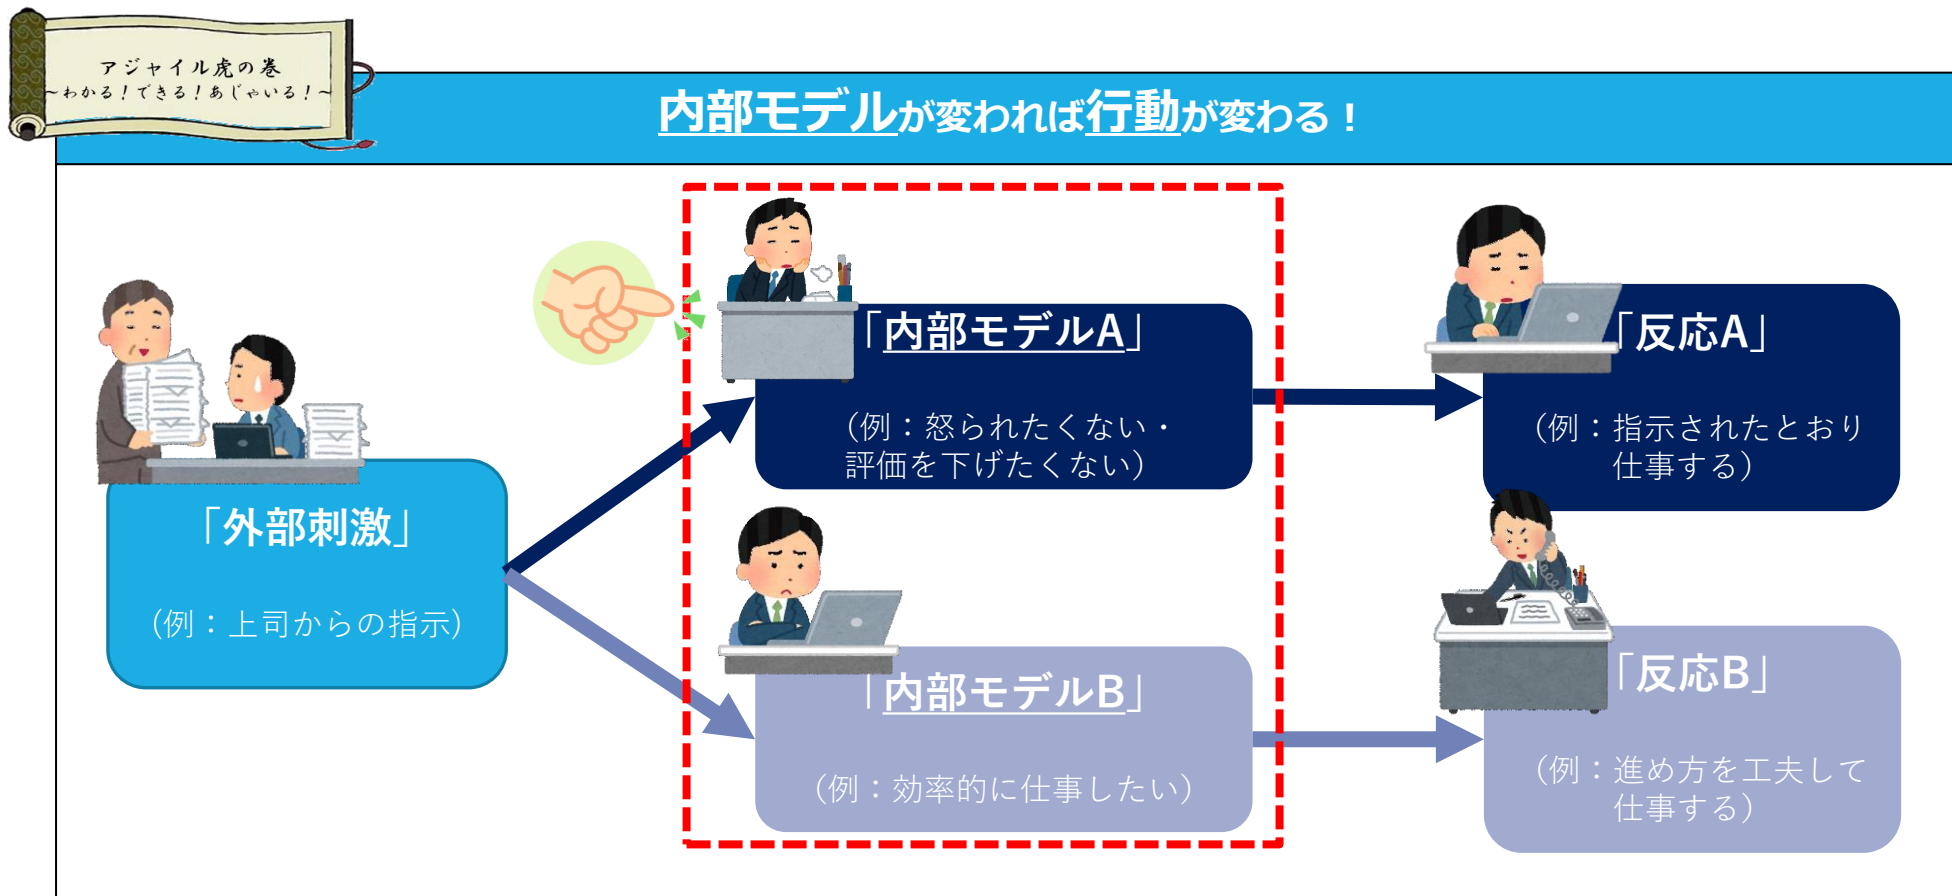 アジャイル虎の巻
~わかる!できる!あじゃいる!~
内部モデルが変われば行動が変わる!
「外部刺激」
(例:上司からの指示)
「内部モデルA」
(例:怒られたくない・
評価を下げたくない)
「反応A」
(例:指示されたとおり
仕事する)
「内部モデルB」
(例:効率的に仕事したい)
「反応B」
(例:進め方を工夫して
仕事する)